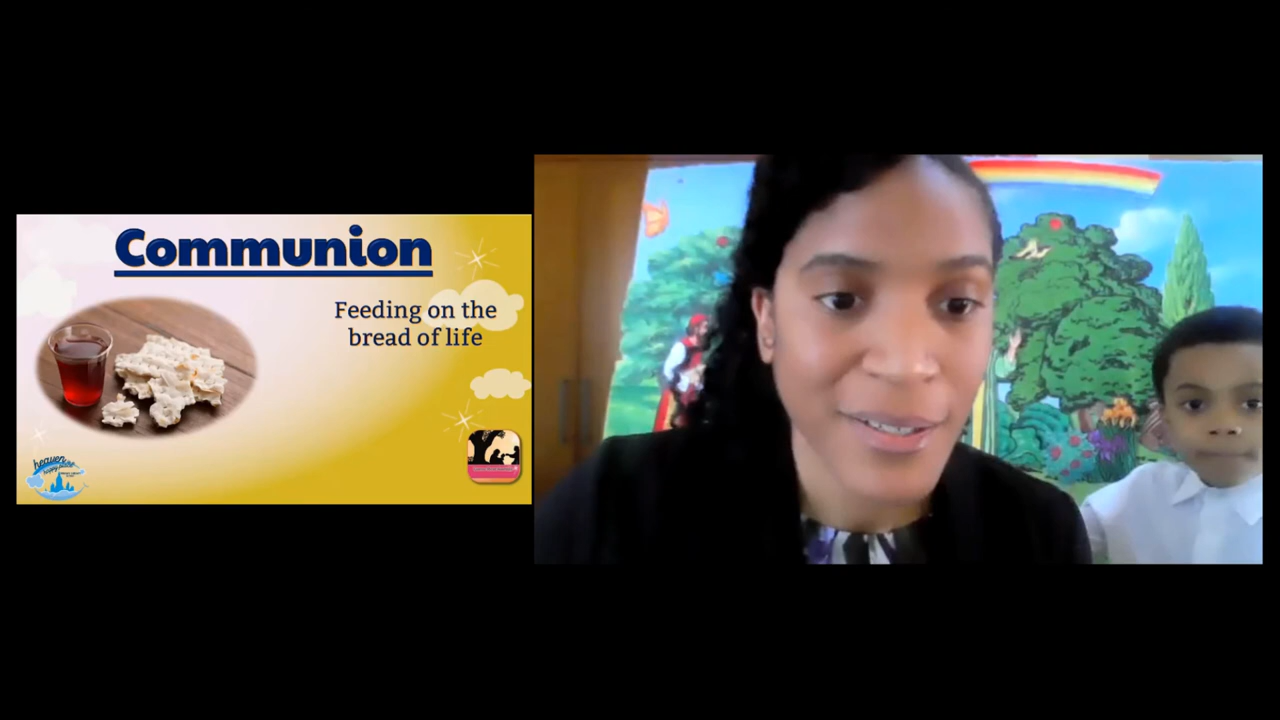 Communion
Feeding on the
bread of life
heaven